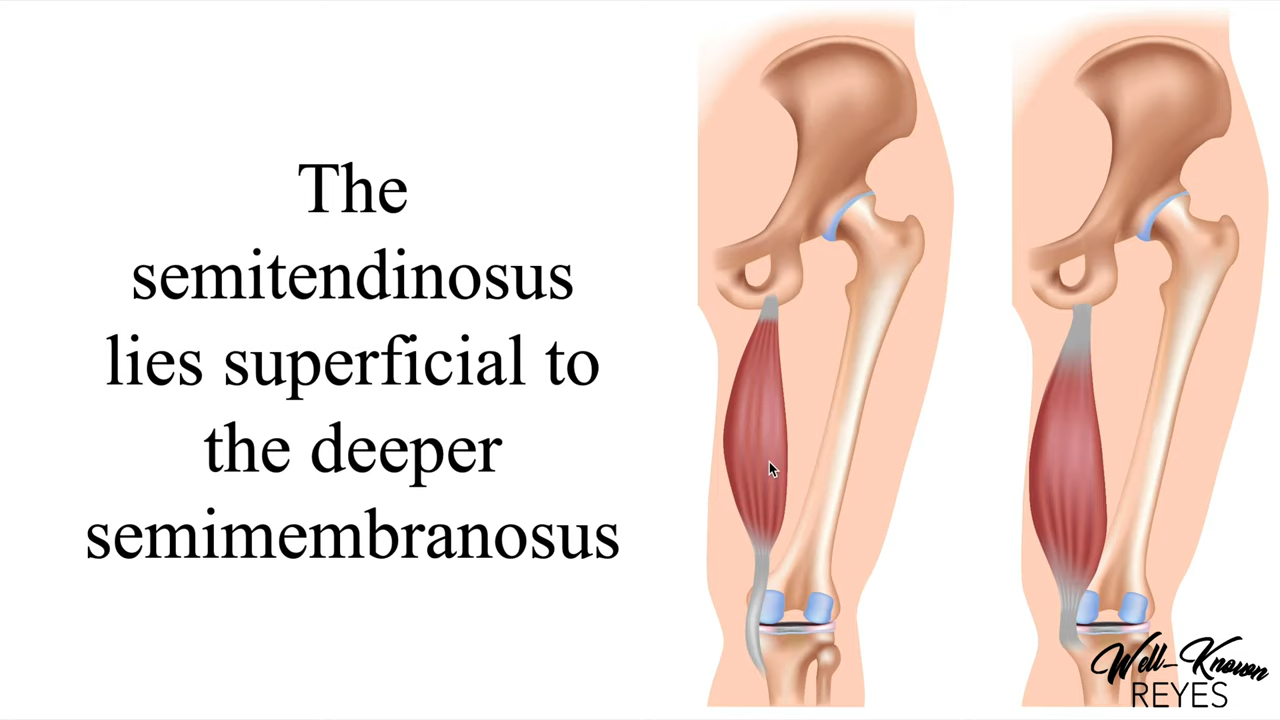 The
semitendinosus
lies superficial to
the deeper
semimembranosus
Well-Known
REYES